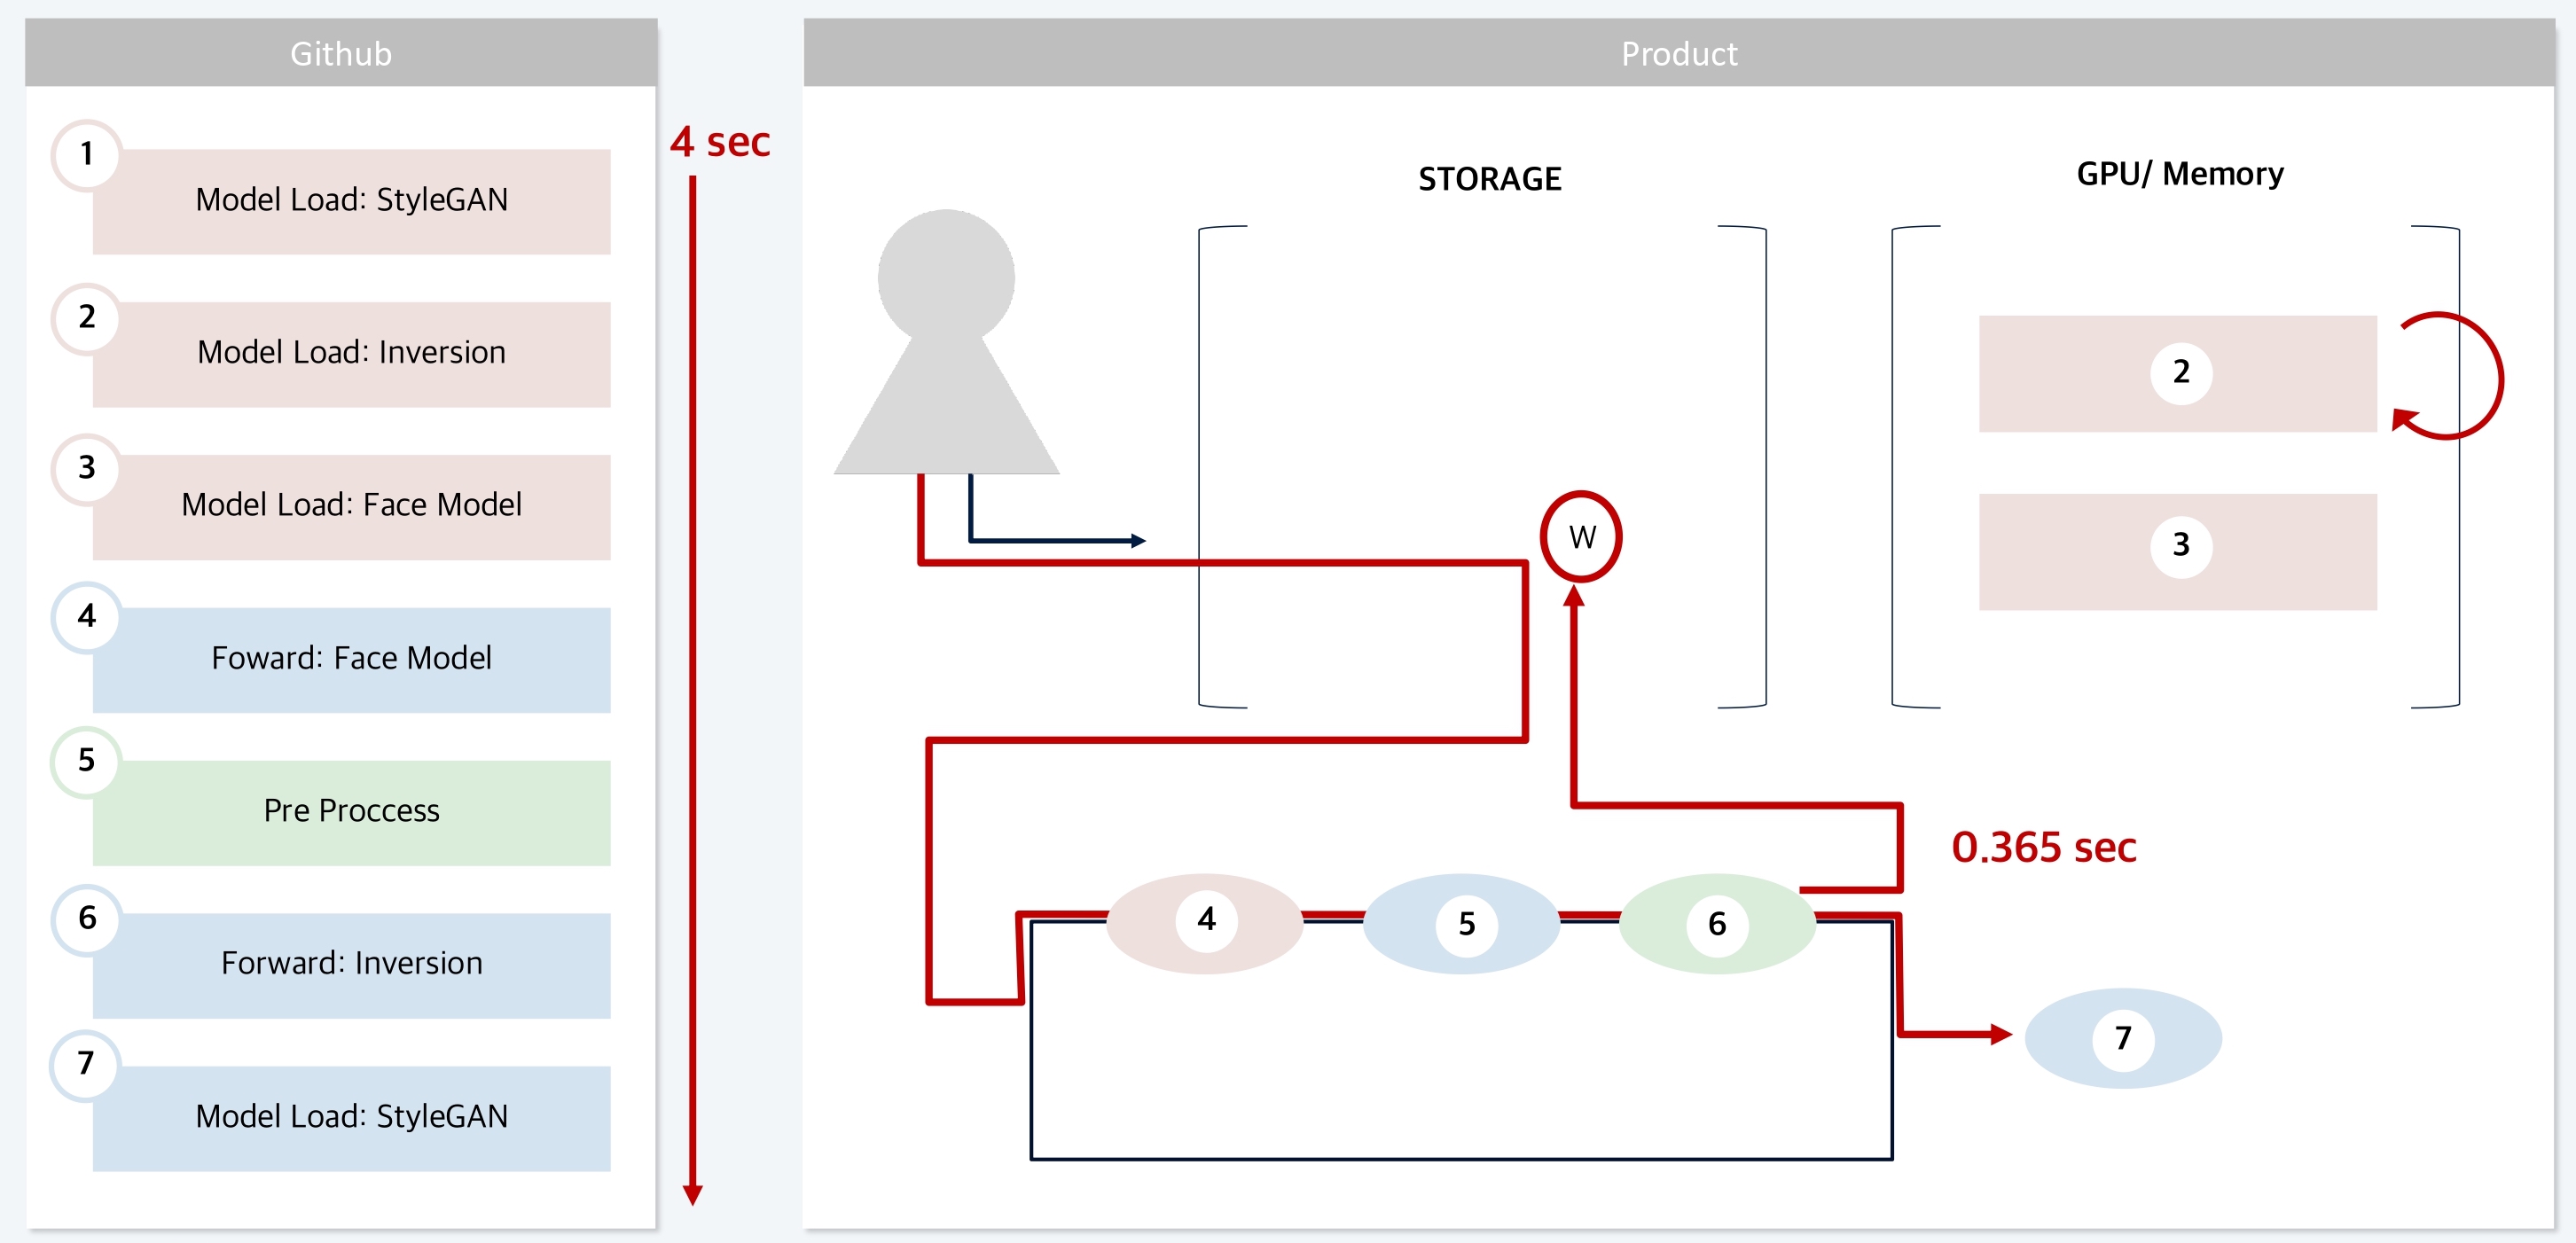 Github
1
Model Load: StyleGAN
2
Model Load: Inversion
3
Model Load: Face Model
4
Foward: Face Model
5
Pre Proccess
6
Forward: Inversion
7
Model Load: StyleGAN
4 sec
Product
STORAGE
GPU/ Memory
2
W
3
0.365 sec
4
5
6
7